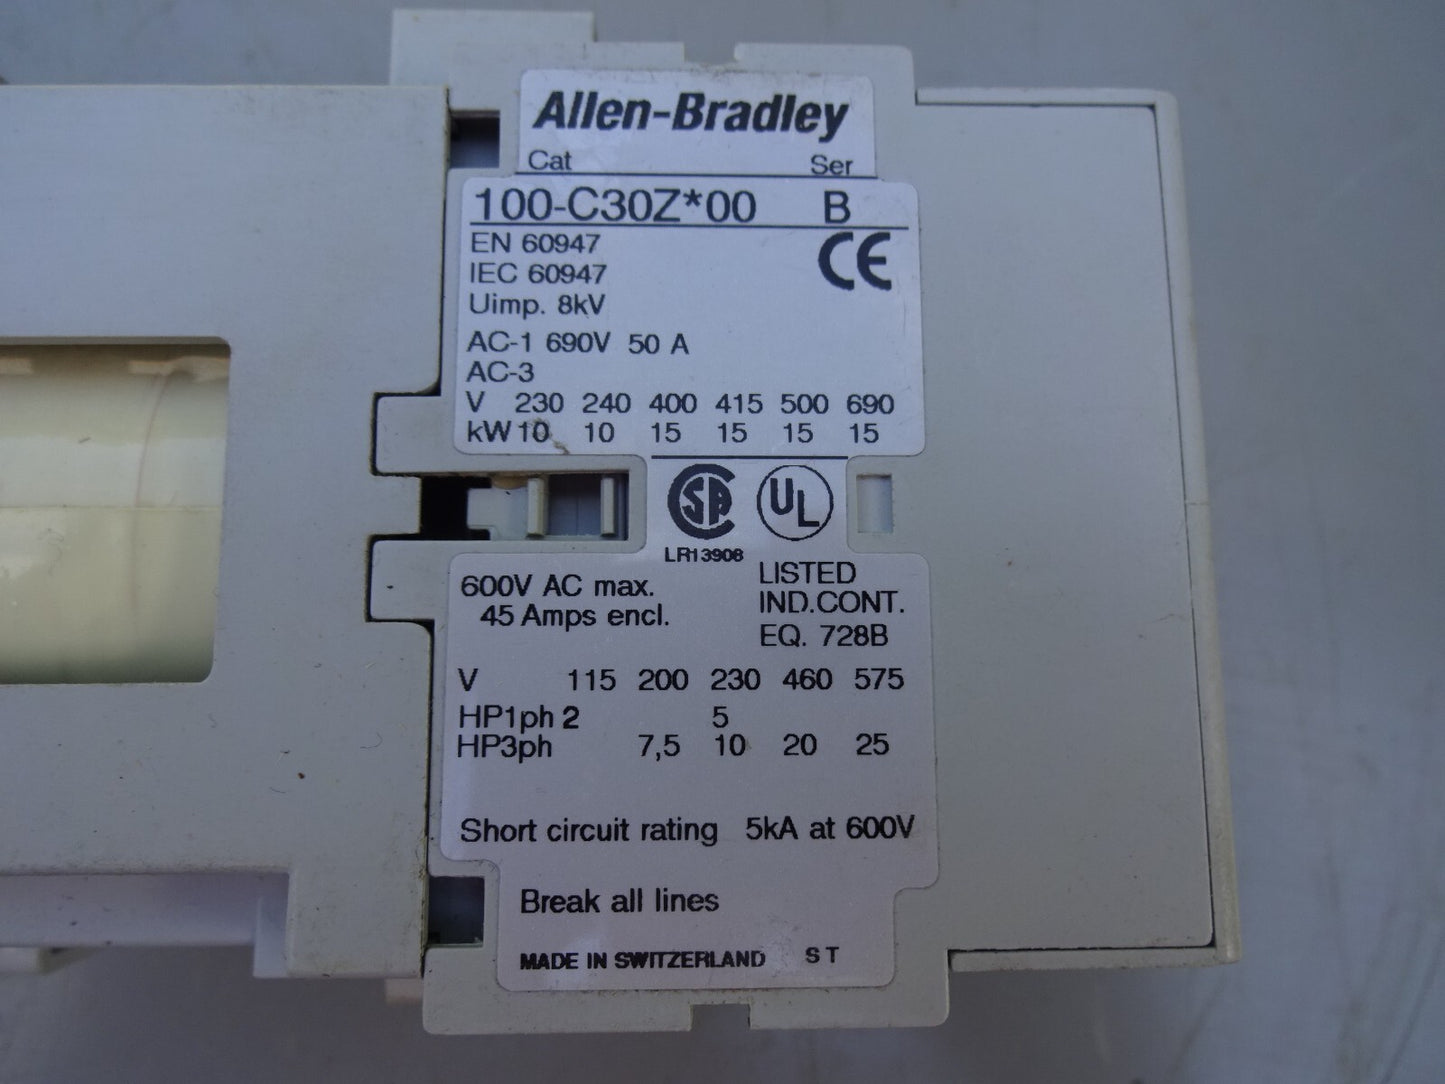 Allen-Bradley
Cat Ser
100-C30Z*00 B
EN 60947
CE
IEC 60947
Uimp. 8kV
AC-1 690V 50 A
AC-3
V 230 240 400 415 500 690
kW 10 10 15 15 15 15
SA UL
LR13908
600V AC max. LISTED
45 Amps encl. IND.CONT.
EQ. 728B
V 115 200 230 460 575
HP1ph 2 5
HP3ph 7,5 10 20 25
Short circuit rating 5kA at 600V
Break all lines
MADE IN SWITZERLAND S T